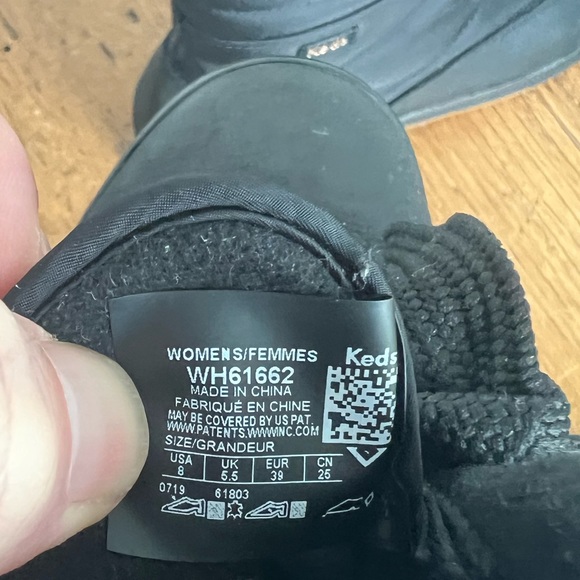 Keds
WOMENS/FEMMES
Keds
WH61662
MADE IN CHINA
FABRIQUÉ EN CHINE
MAY BE COVERED BY US PAT.
WWW.PATENTS.WWWINC.COM
SIZE/GRANDEUR
USA UK EUR CN
8 5.5 39 25
0719 61803